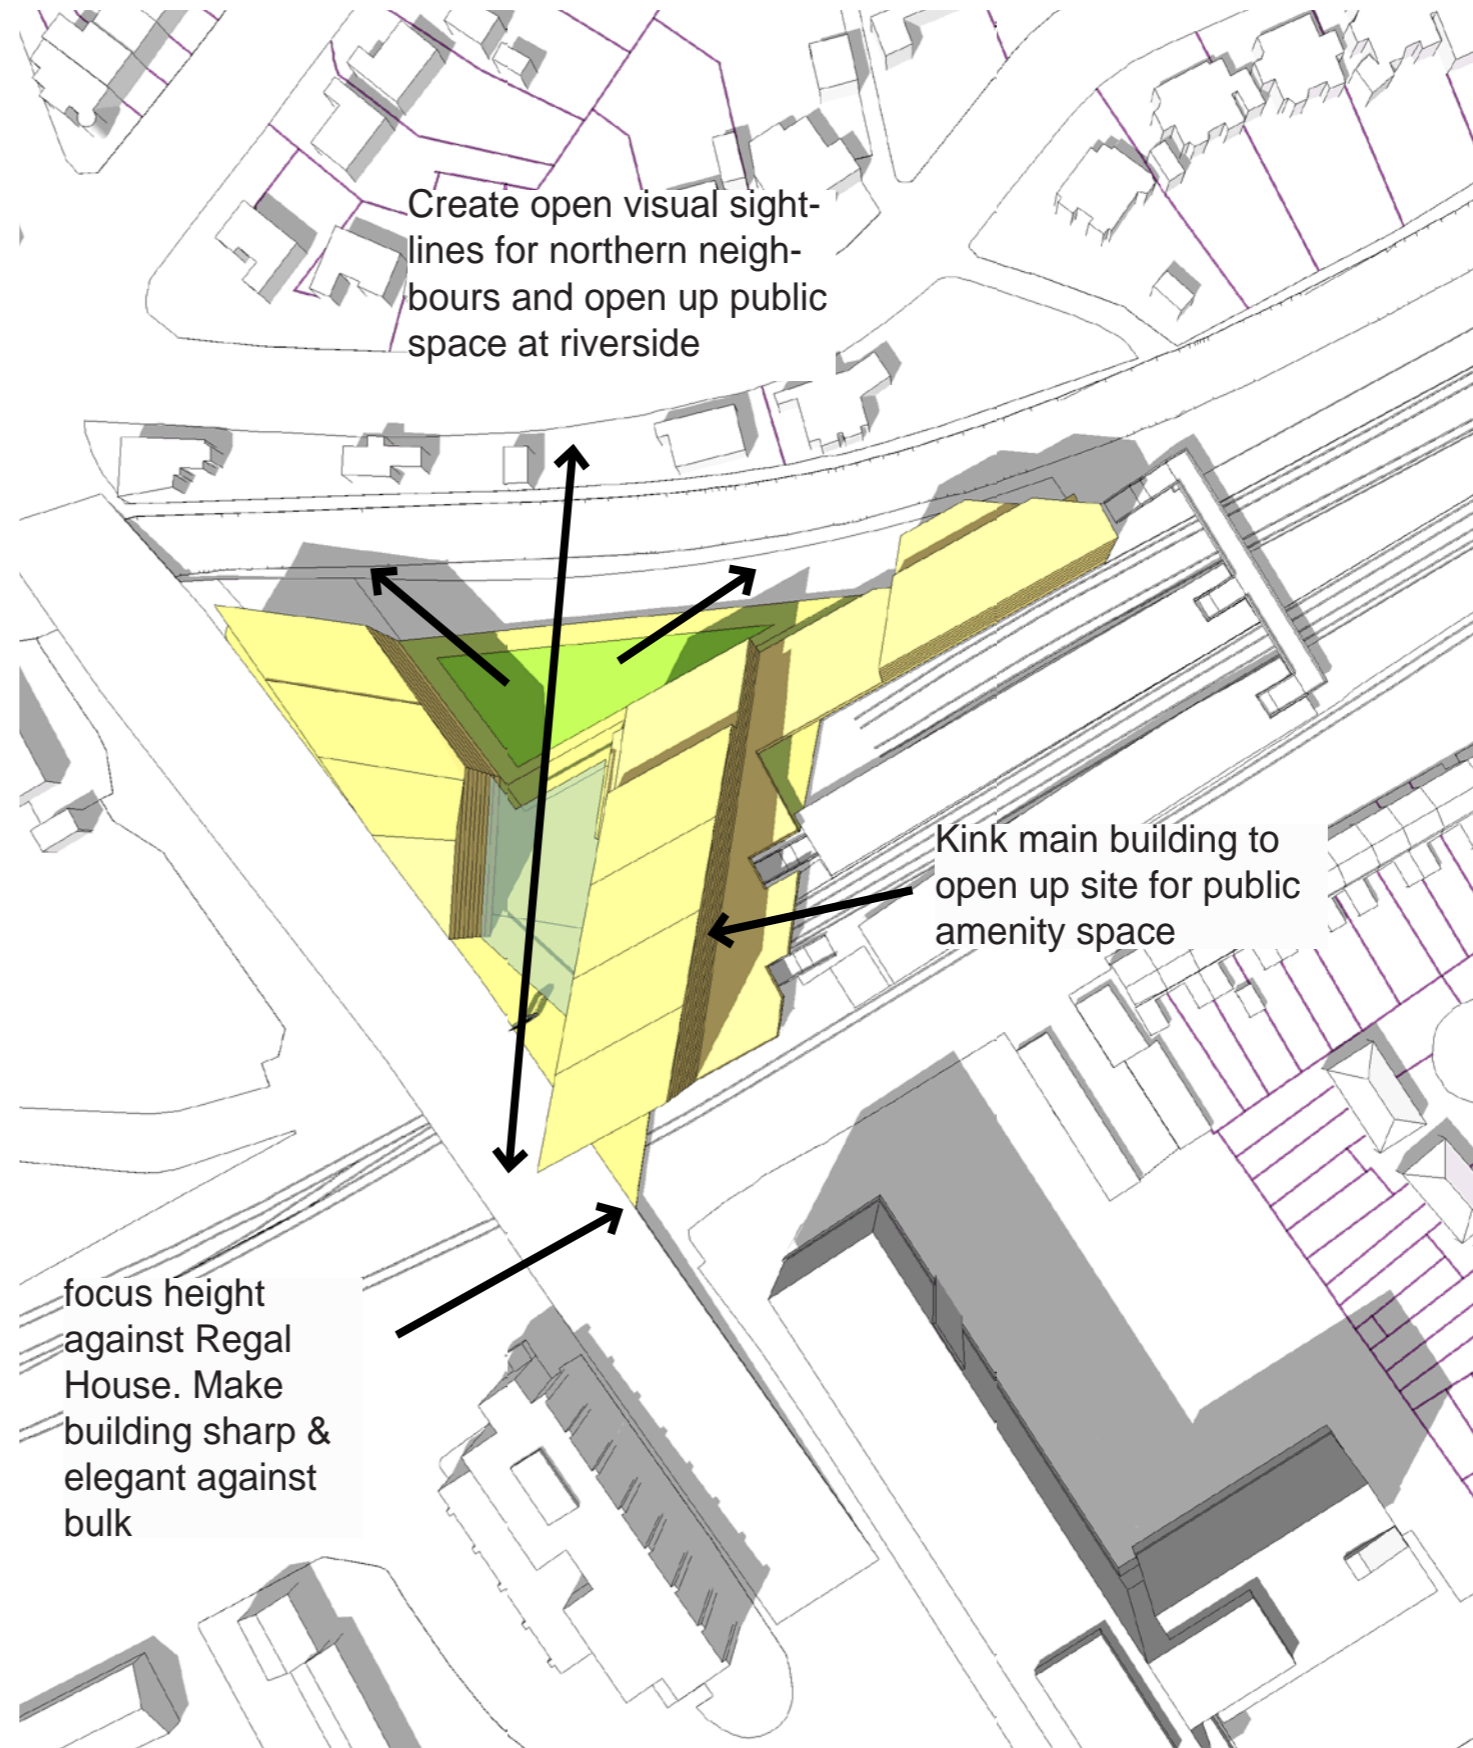 Create open visual sight-
lines for northern neigh-
bours and open up public
space at riverside
Kink main building to
open up site for public
amenity space
focus height
against Regal
House. Make
building sharp &
elegant against
bulk